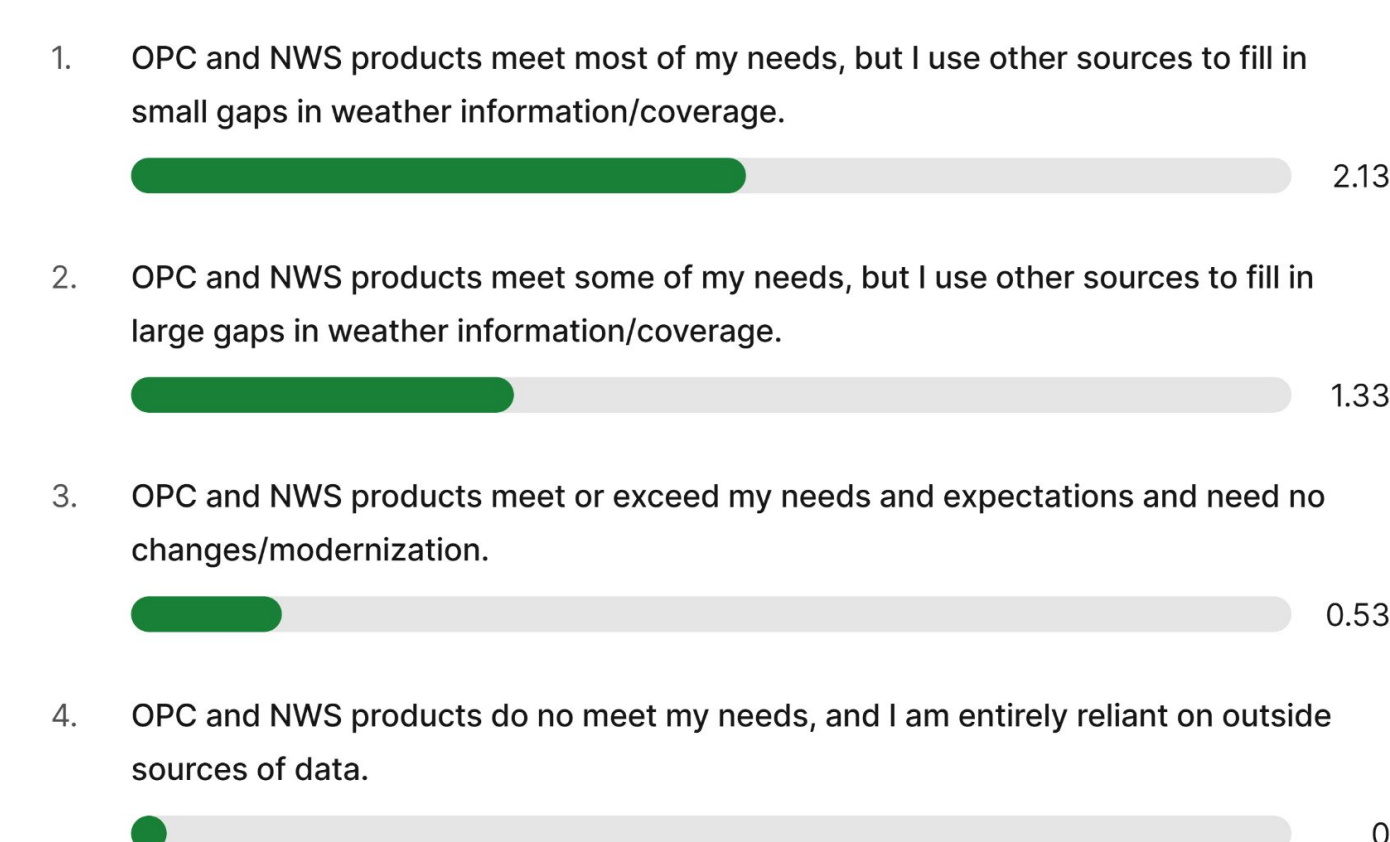 1. OPC and NWS products meet most of my needs, but I use other sources to fill in
small gaps in weather information/coverage.
2.13
2. OPC and NWS products meet some of my needs, but I use other sources to fill in
large gaps in weather information/coverage.
1.33
3. OPC and NWS products meet or exceed my needs and expectations and need no
changes/modernization.
0.53
4. OPC and NWS products do no meet my needs, and I am entirely reliant on outside
sources of data.
0